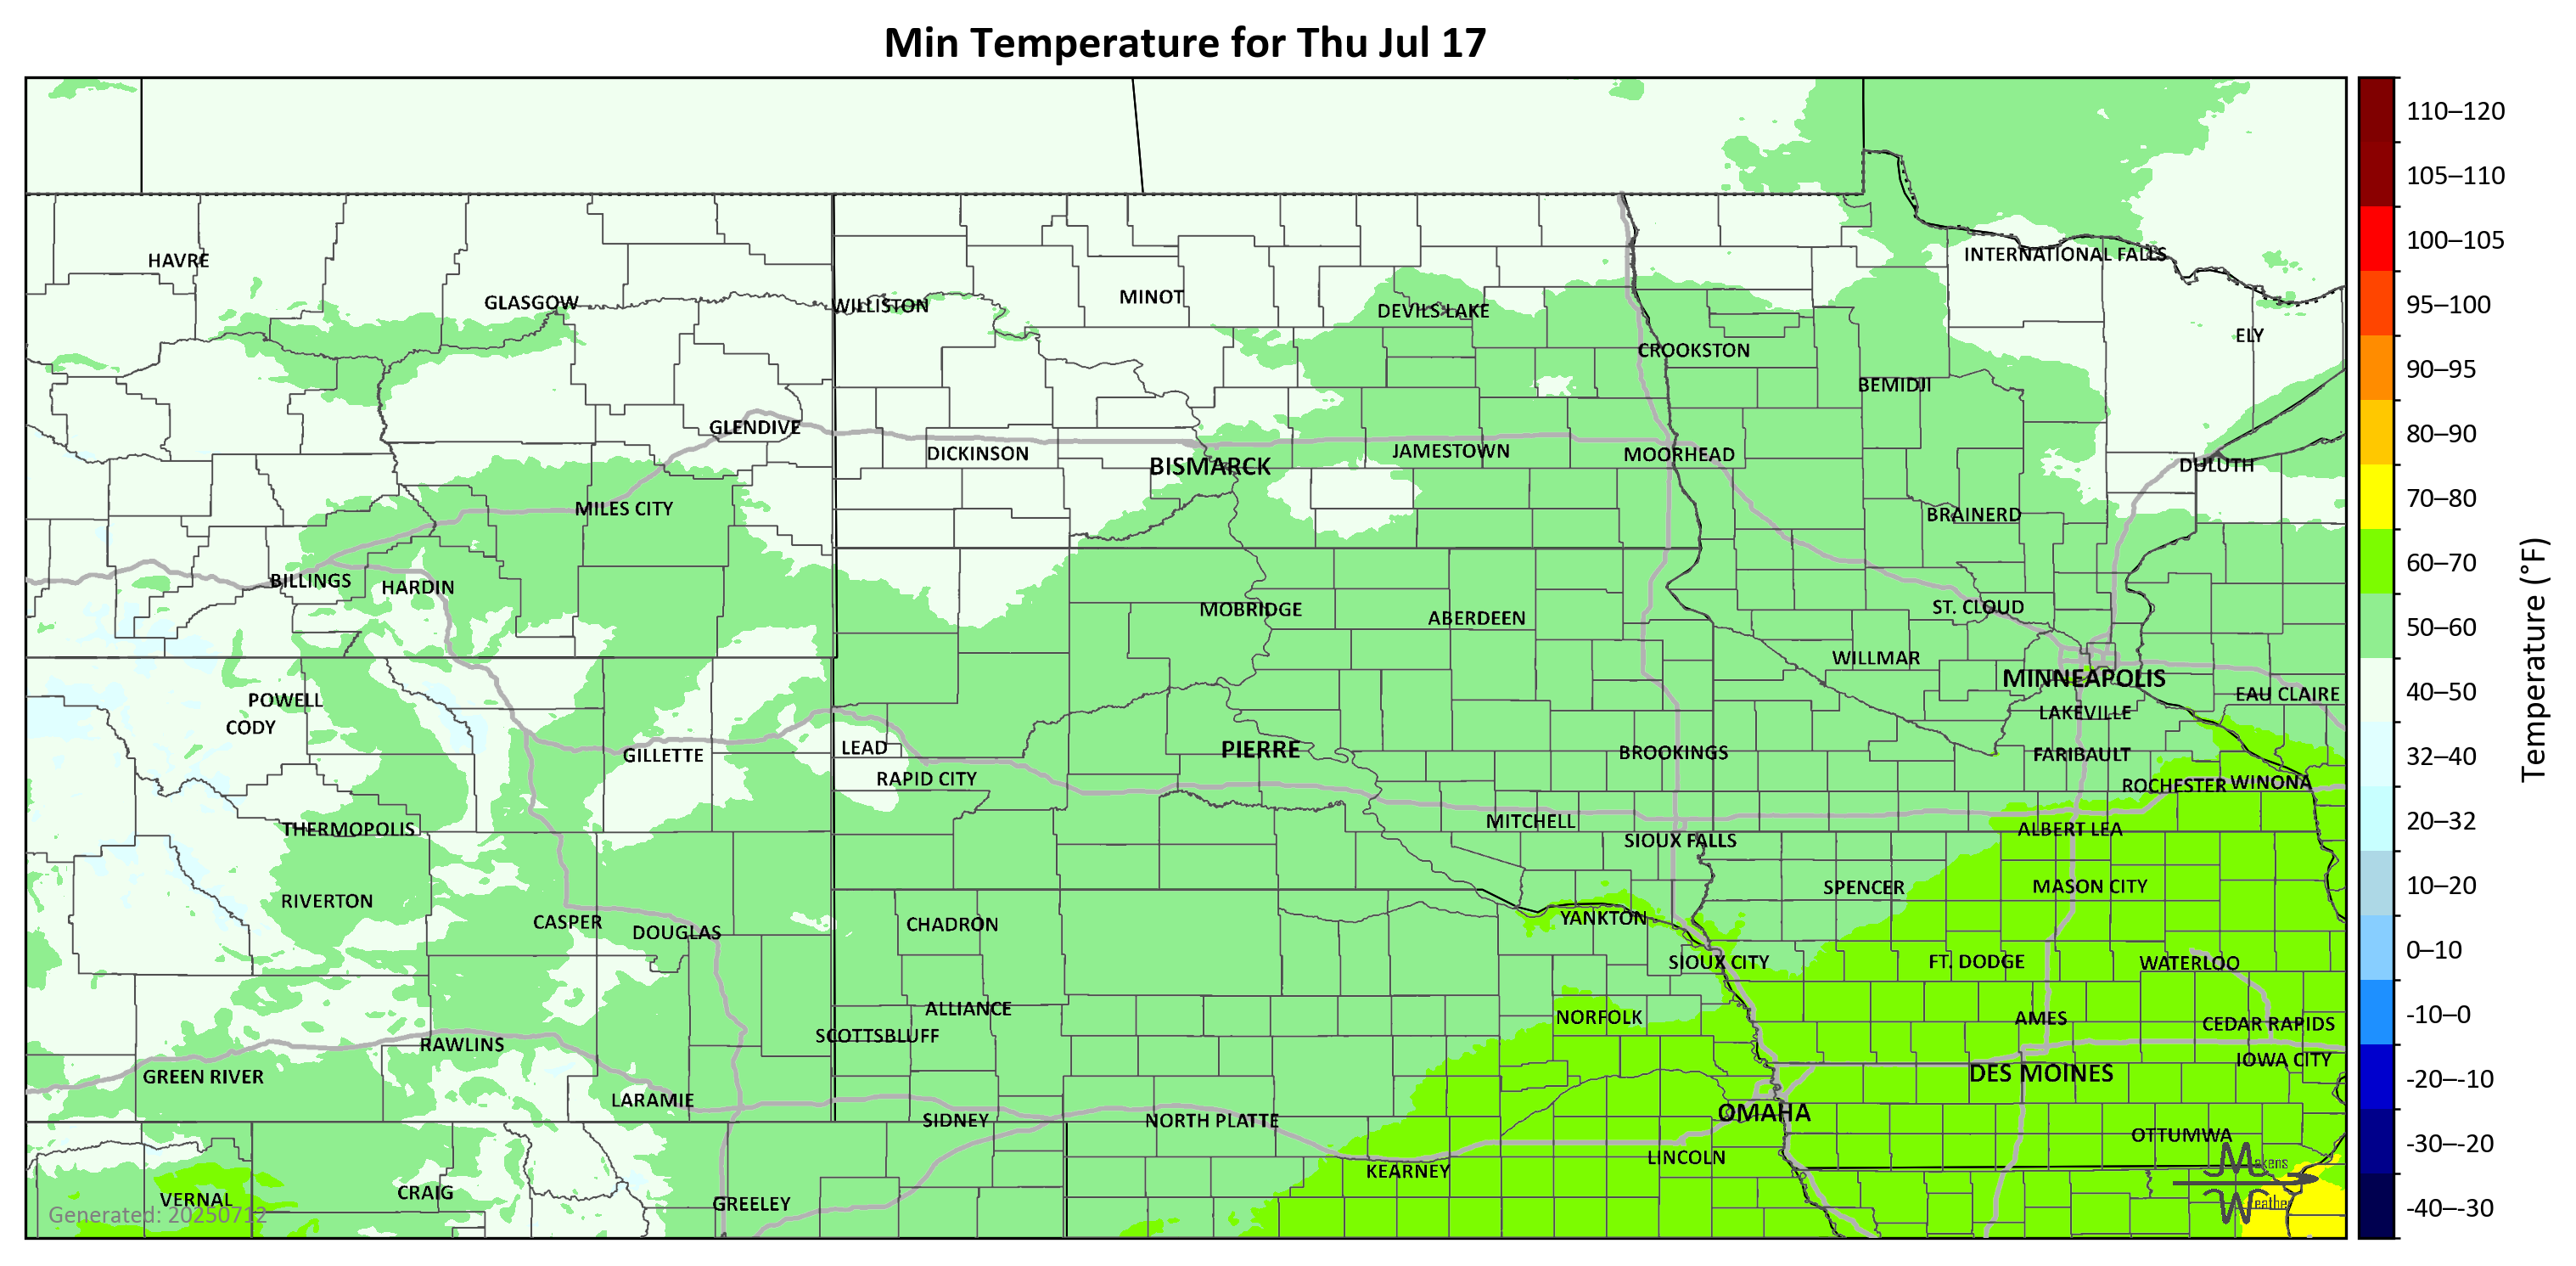 Min Temperature for Thu Jul 17
INTERNATIONAL FALLS
HAVRE
GLASGOW
WILLISTON
MINOT
DEVILS LAKE
ELY
CROOKSTON
BEMIDJI
GLENDIVE
DICKINSON
BISMARCK
JAMESTOWN
MOORHEAD
DULUTH
MILES CITY
BRAINERD
BILLINGS
HARDIN
MOBRIDGE
ABERDEEN
ST. CLOUD
WILLMAR
MINNEAPOLIS
EAU CLAIRE
POWELL
CODY
LAKEVILLE
GILLETTE
LEAD
PIERRE
BROOKINGS
FARIBAULT
RAPID CITY
ROCHESTER
WINONA
THERMOPOLIS
MITCHELL
SIOUX FALLS
ALBERT LEA
RIVERTON
SPENCER
MASON CITY
CASPER
DOUGLAS
CHADRON
YANKTON
SIOUX CITY
FT. DODGE
WATERLOO
ALLIANCE
NORFOLK
AMES
CEDAR RAPIDS
SCOTTSBLUFF
RAWLINS
IOWA CITY
GREEN RIVER
DES MOINES
LARAMIE
SIDNEY
NORTH PLATTE
OMAHA
OTTUMWA
KEARNEY
LINCOLN
VERNAL
CRAIG
GREELEY
Generated: 20250712
Makens
Weather
110–120
105–110
100–105
95–100
90–95
80–90
70–80
60–70
50–60
40–50
32–40
20–32
10–20
0–10
-10–0
-20–-10
-30–-20
-40–-30
Temperature (°F)